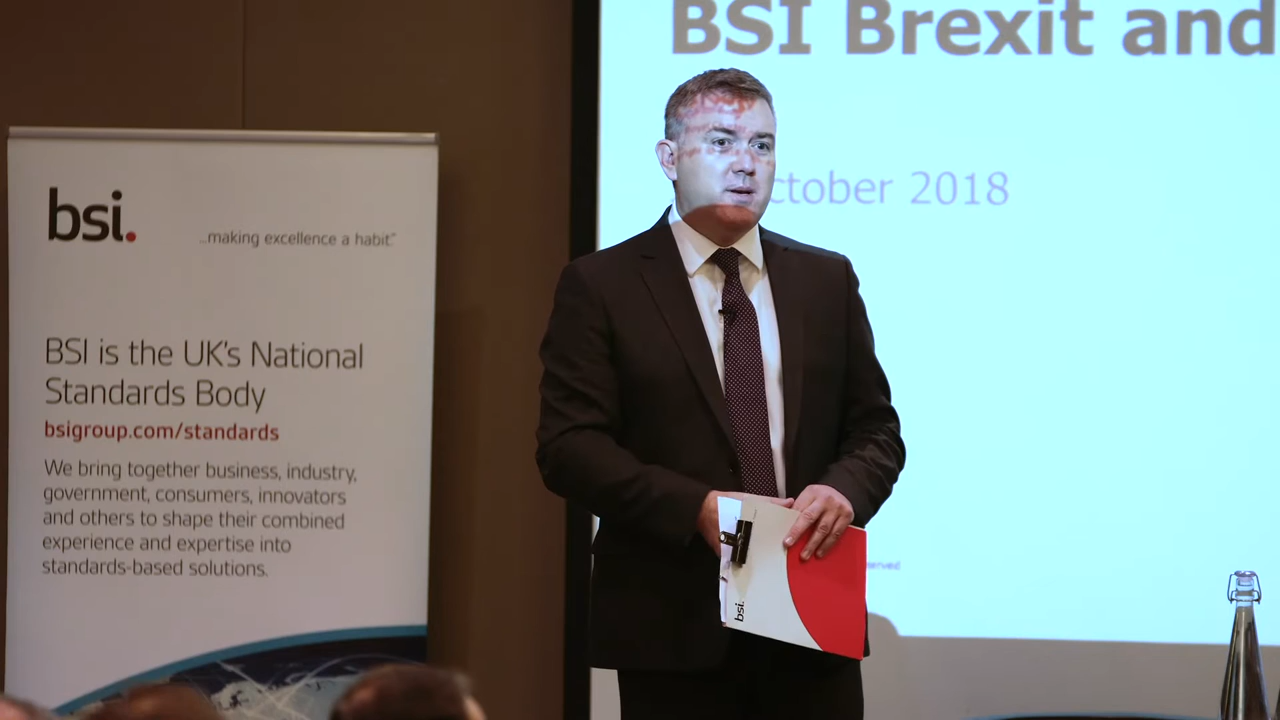 bsi.
...making excellence a habit.™
BSI is the UK's National
Standards Body
bsigroup.com/standards
We bring together business, industry,
government, consumers, innovators
and others to shape their combined
experience and expertise into
standards-based solutions.
BSI Brexit and
ctober 2018
served
bsi.